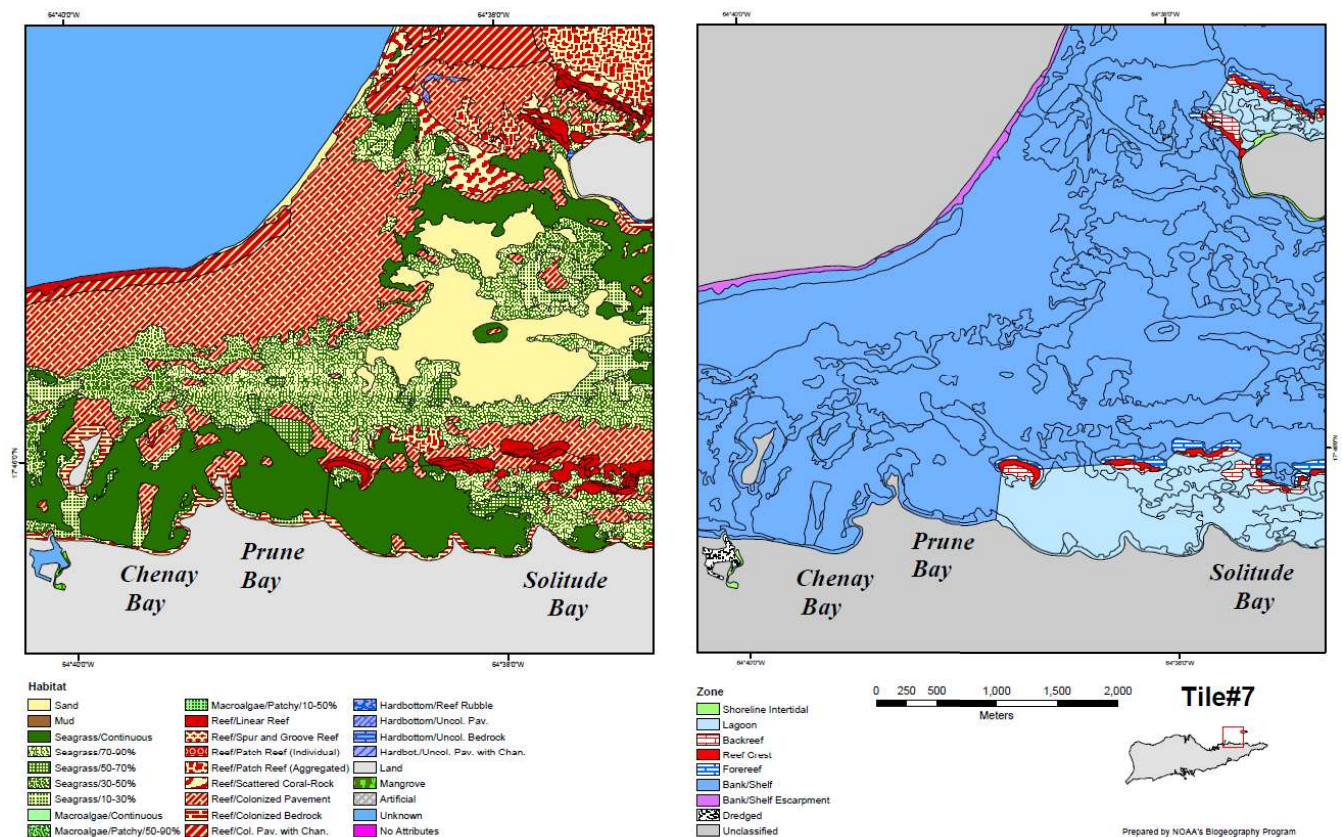 64°40'0"W 64°38'0"W
64°40'0"W 64°38'0"W
17°46'N
17°46'N
Chenay
Bay
Prune
Bay
Solitude
Bay
Chenay
Bay
Prune
Bay
Solitude
Bay
64°40'0"W 64°38'0"W
64°40'0"W 64°38'0"W
Habitat
Sand
Mud
Seagrass/Continuous
Seagrass/70-90%
Seagrass/50-70%
Seagrass/30-50%
Seagrass/10-30%
Macroalgae/Continuous
Macroalgae/Patchy/50-90%
Macroalgae/Patchy/10-50%
Reef/Linear Reef
Reef/Spur and Groove Reef
Reef/Patch Reef (Individual)
Reef/Patch Reef (Aggregated)
Reef/Scattered Coral-Rock
Reef/Colonized Pavement
Reef/Colonized Bedrock
Reef/Col. Pav. with Chan.
Hardbottom/Reef Rubble
Hardbottom/Uncol. Pav.
Hardbottom/Uncol. Bedrock
Hardbot./Uncol. Pav. with Chan.
Land
Mangrove
Artificial
Unknown
No Attributes
Zone
Shoreline Intertidal
Lagoon
Backreef
Reef Crest
Forereef
Bank/Shelf
Bank/Shelf Escarpment
Dredged
Unclassified
0 250 500 1,000 1,500 2,000
Meters
Tile#7
Prepared by NOAA's Biogeography Program